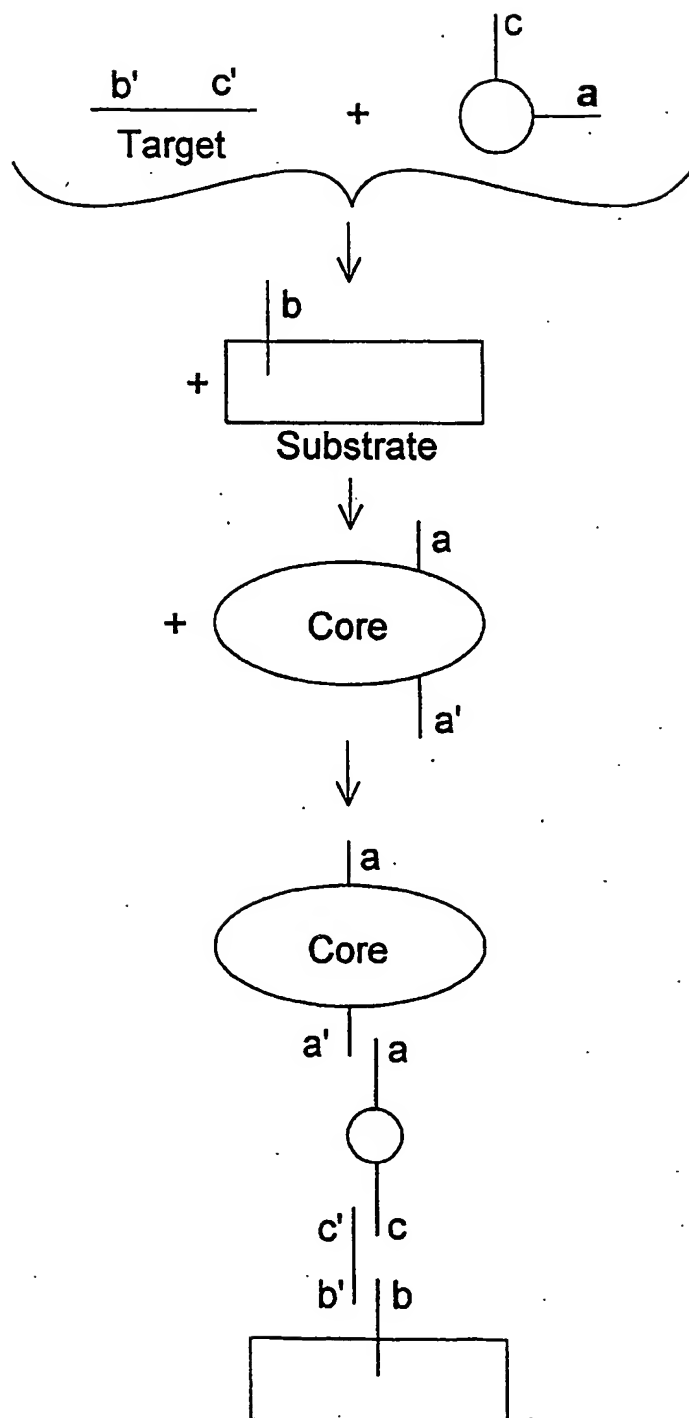 c
b' c' + a
Target
b
+
Substrate
a
+ Core
a'
a
Core
a' a
c' c
b' b